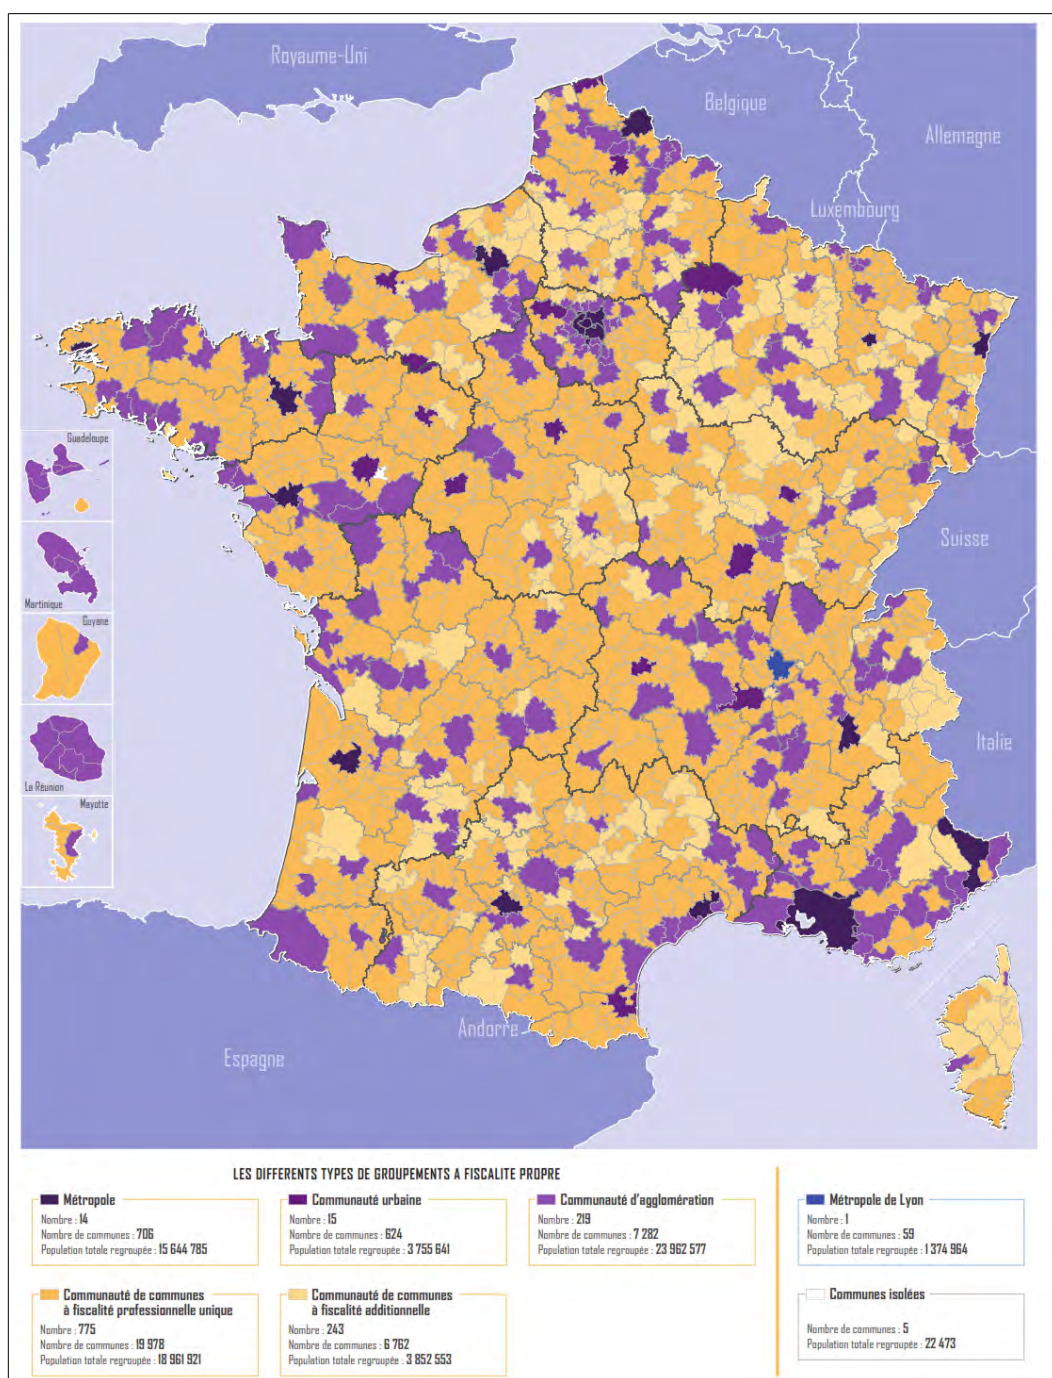 Royaume-Uni
Belgique
Allemagne
Luxembourg
Guadeloupe
Suisse
Martinique
Guyane
Italie
La Réunion
Mayotte
Andorre
Espagne
LES DIFFERENTS TYPES DE GROUPEMENTS A FISCALITE PROPRE
Métropole
Nombre : 14
Nombre de communes : 706
Population totale regroupée : 15 644 785
Communauté urbaine
Nombre : 15
Nombre de communes : 624
Population totale regroupée : 3 755 641
Communauté d'agglomération
Nombre : 219
Nombre de communes : 7 282
Population totale regroupée : 23 962 577
Métropole de Lyon
Nombre : 1
Nombre de communes : 59
Population totale regroupée : 1 374 964
Communauté de communes
à fiscalité professionnelle unique
Nombre : 775
Nombre de communes : 19 978
Population totale regroupée : 18 961 921
Communauté de communes
à fiscalité additionnelle
Nombre : 243
Nombre de communes : 6 762
Population totale regroupée : 3 852 553
Communes isolées
Nombre de communes : 5
Population totale regroupée : 22 473